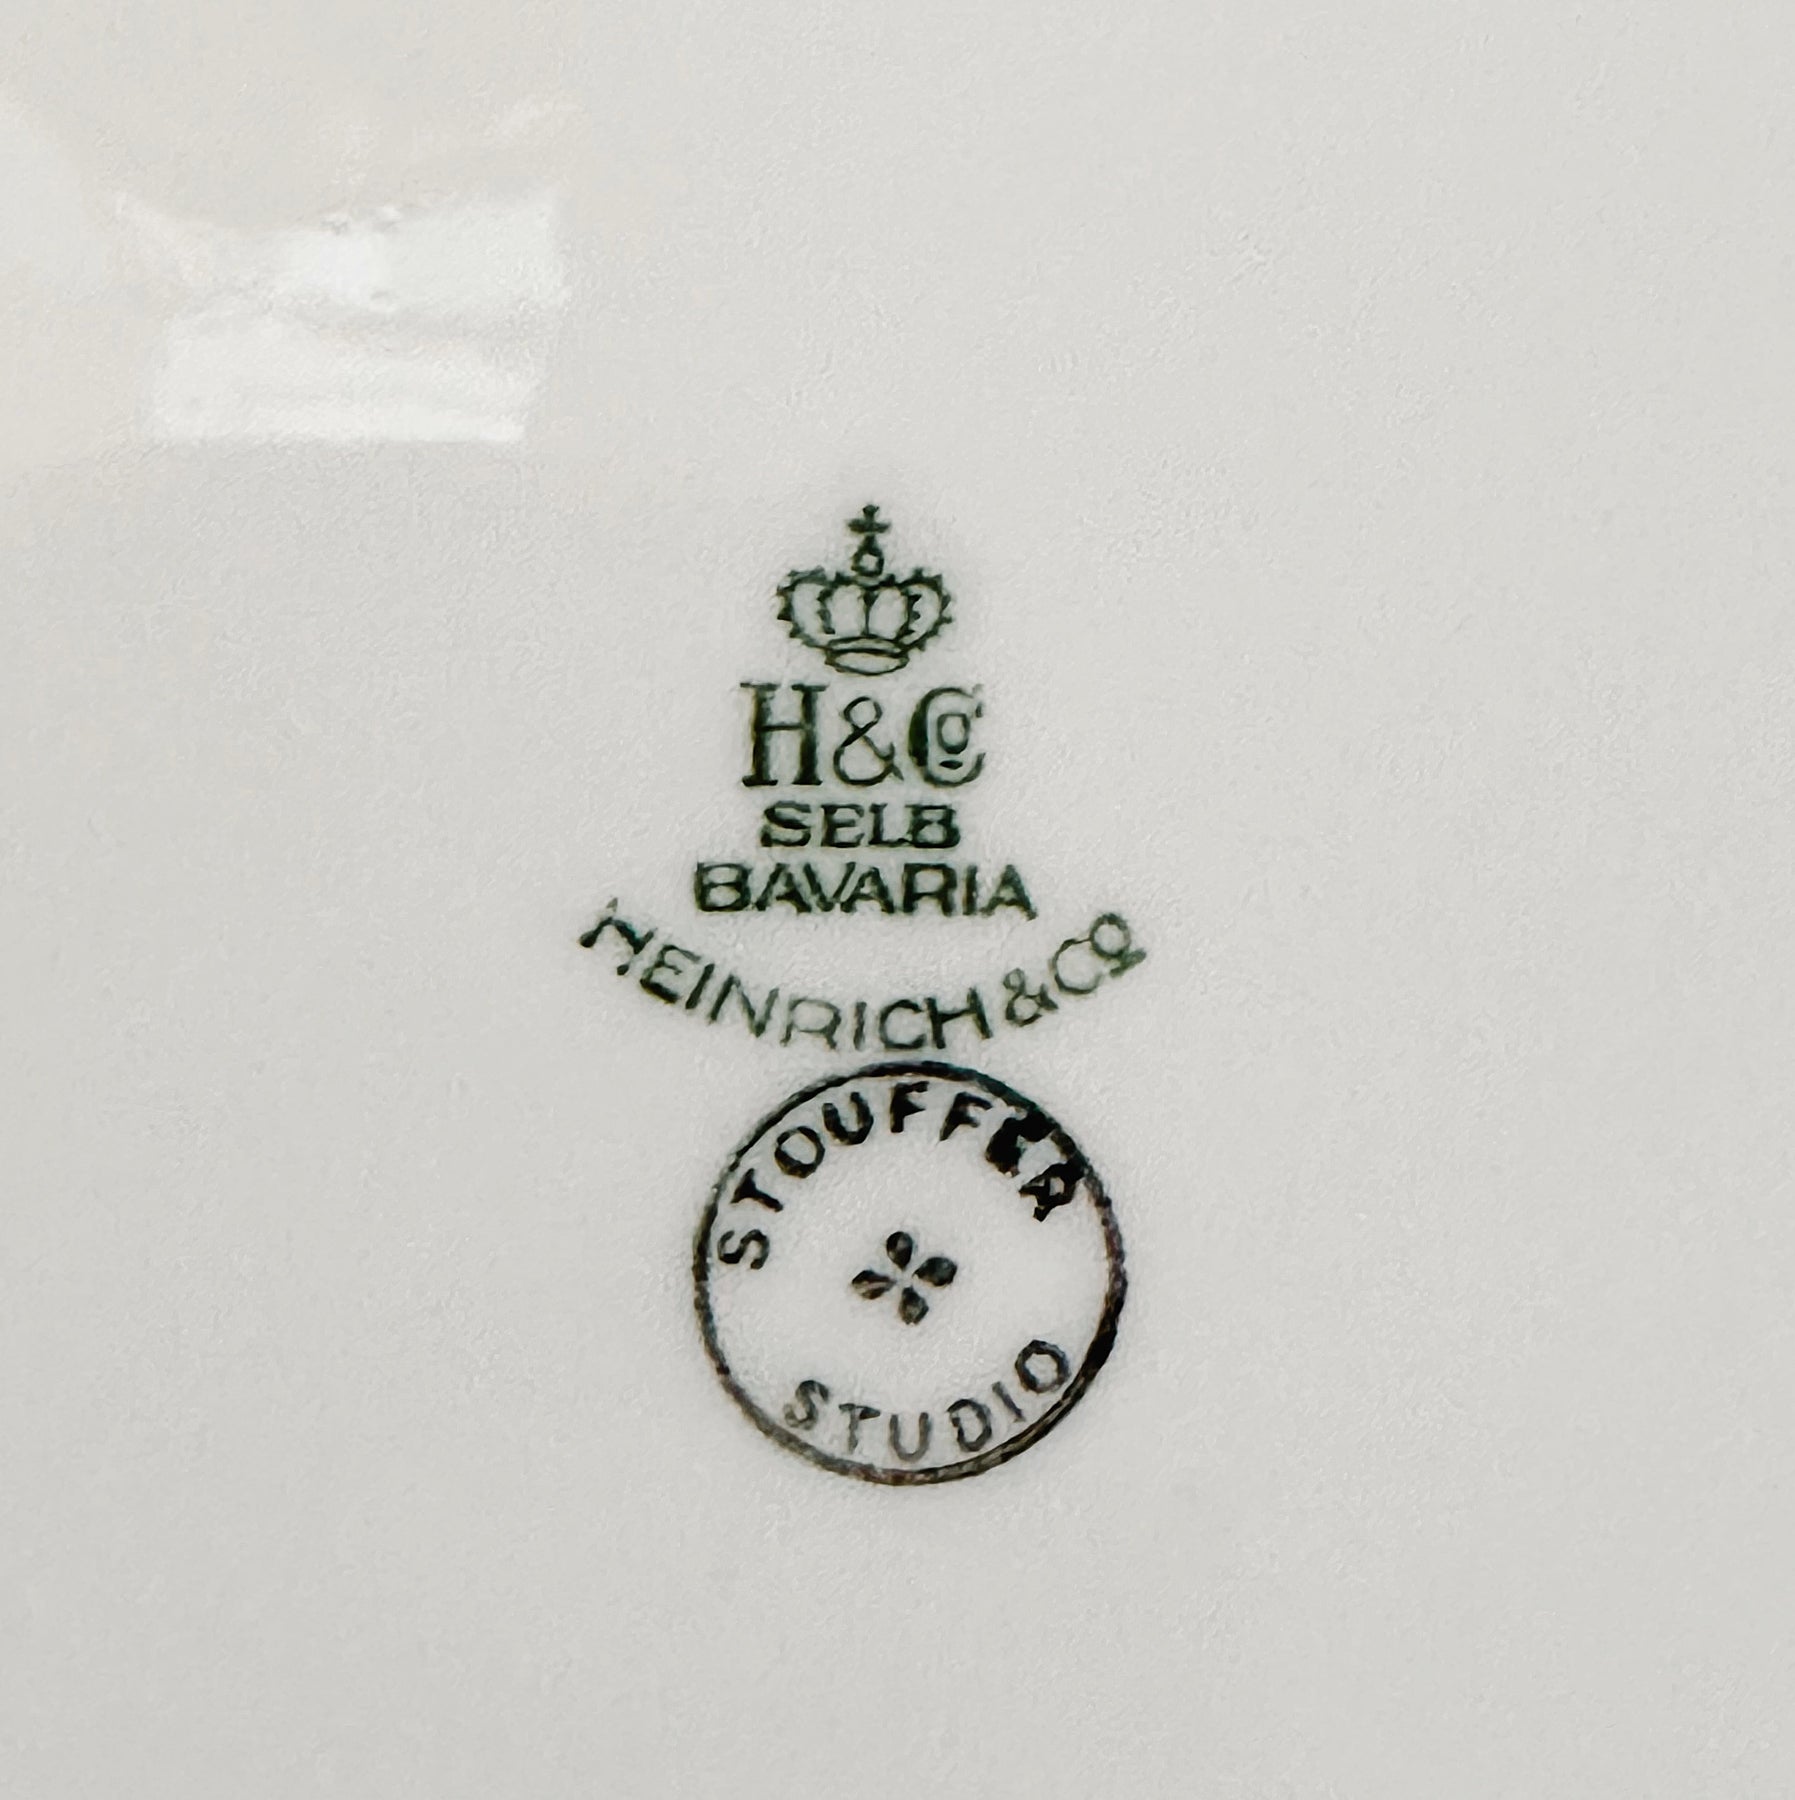 H&Co
SELB
BAVARIA
HEINRICH & Co
STOUFFER
STUDIO